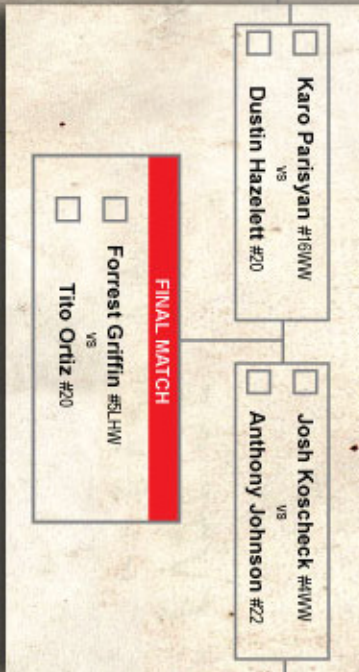 Karo Parisyan #16WW
vs
Dustin Hazelett #20
Josh Koscheck #4WW
vs
Anthony Johnson #22
FINAL MATCH
Forrest Griffin #5LHW
vs
Tito Ortiz #20